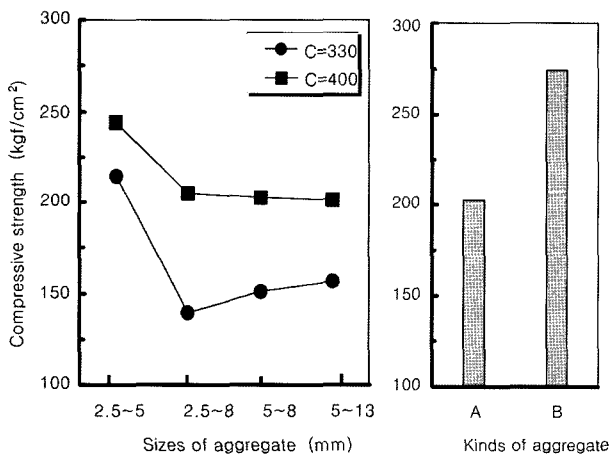 Compressive strength (kgf/cm²)
300
250
200
150
100
C=330
C=400
2.5~5
2.5~8
5~8
5~13
Sizes of aggregate (mm)
300
275
250
200
150
100
A
B
Kinds of aggregate